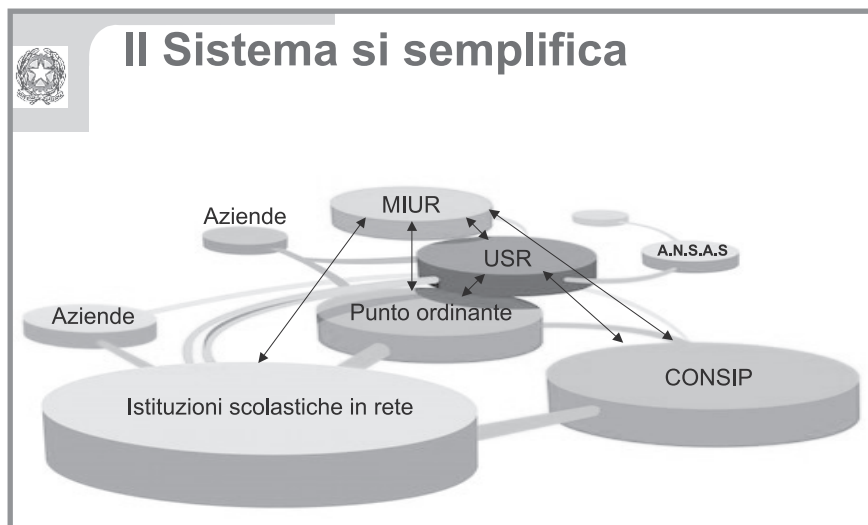 Il Sistema si semplifica
MIUR
Aziende
USR
A.N.S.A.S
Punto ordinante
Aziende
CONSIP
Istituzioni scolastiche in rete